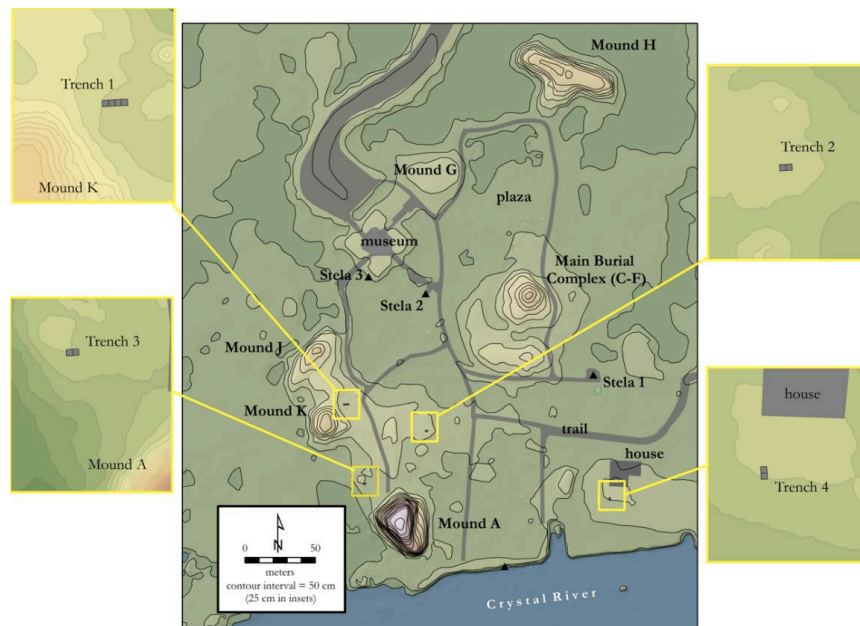 Trench 1
Mound K
Trench 3
Mound A
Mound H
Mound G
plaza
museum
Main Burial
Complex (C-F)
Stela 3
Stela 2
Mound J
Stela 1
Mound K
trail
house
Mound A
N
0 50
meters
contour interval = 50 cm
(25 cm in insets)
Crystal River
Trench 2
house
Trench 4